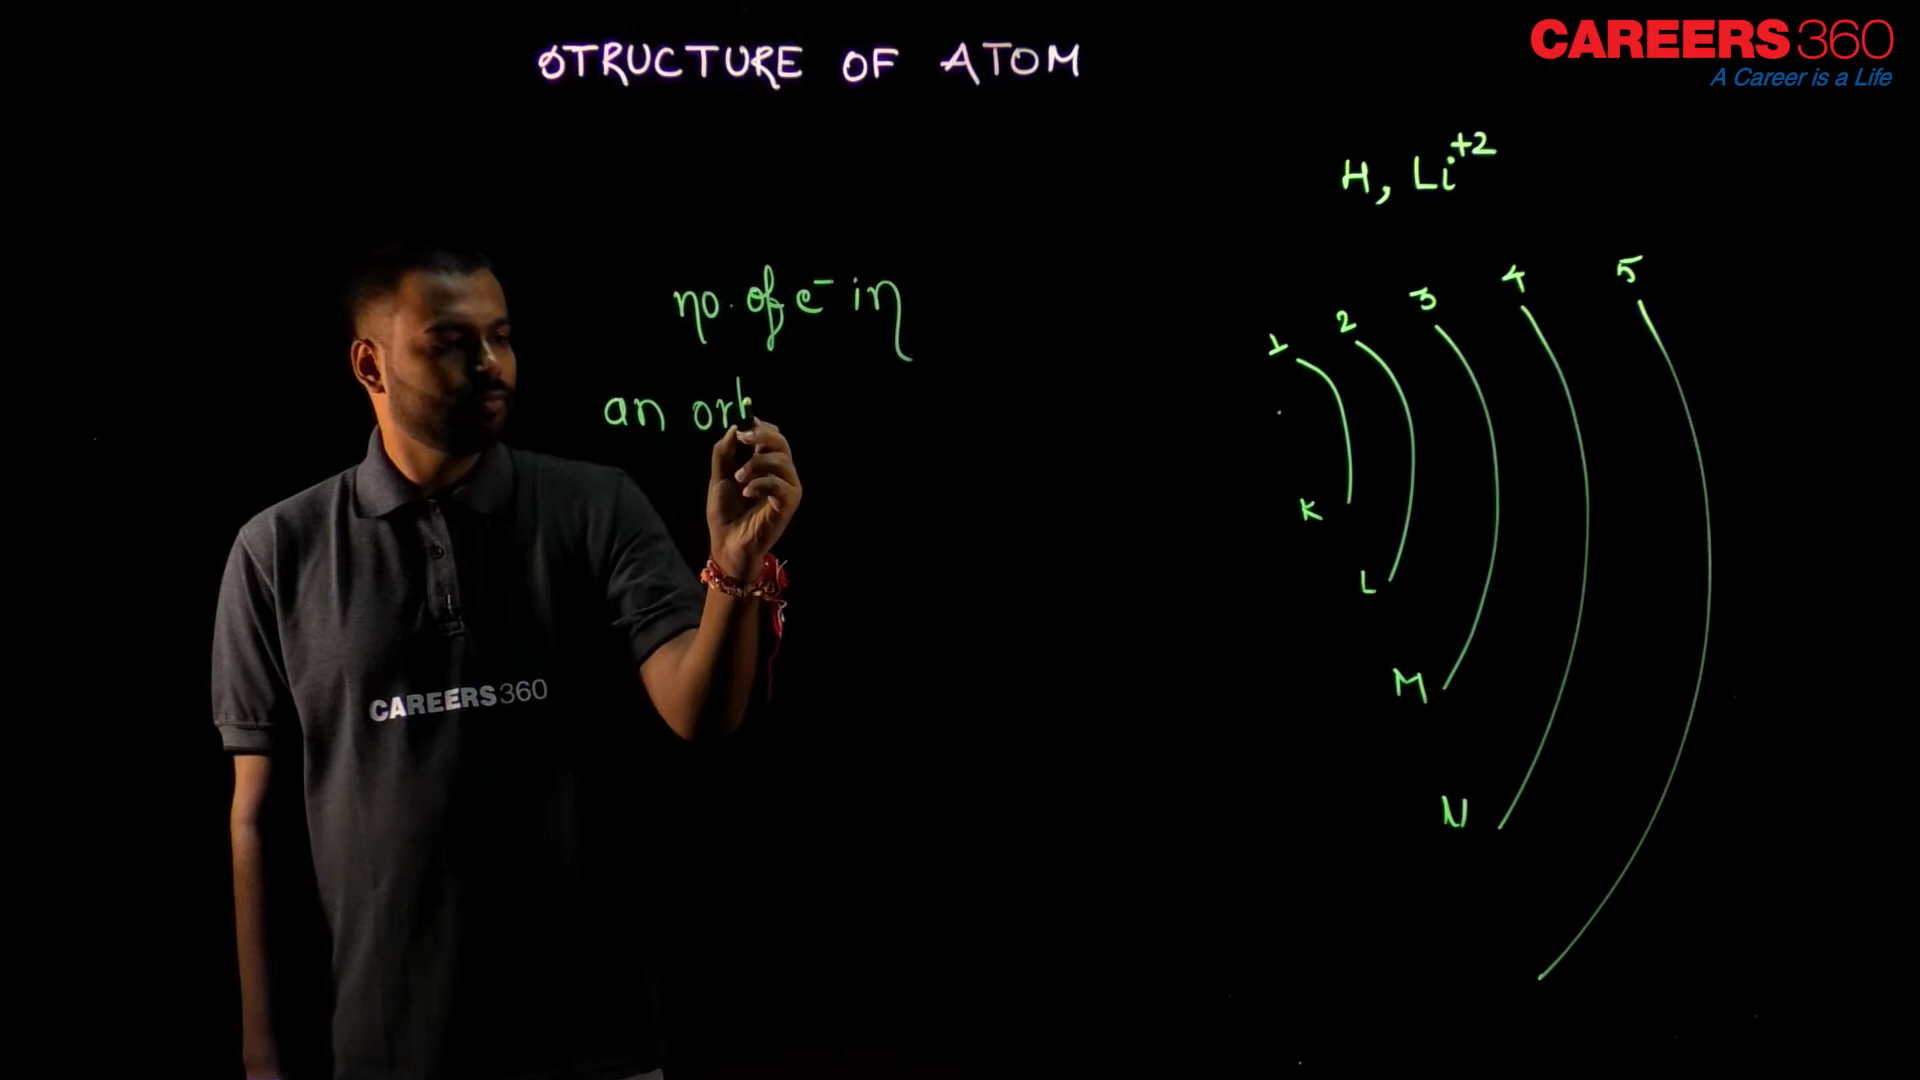 STRUCTURE OF ATOM
CAREERS360
A Career is a Life
H, Li+2
no. of e- in
an
1 2 3 4 5
K
L
M
N
CAREERS360